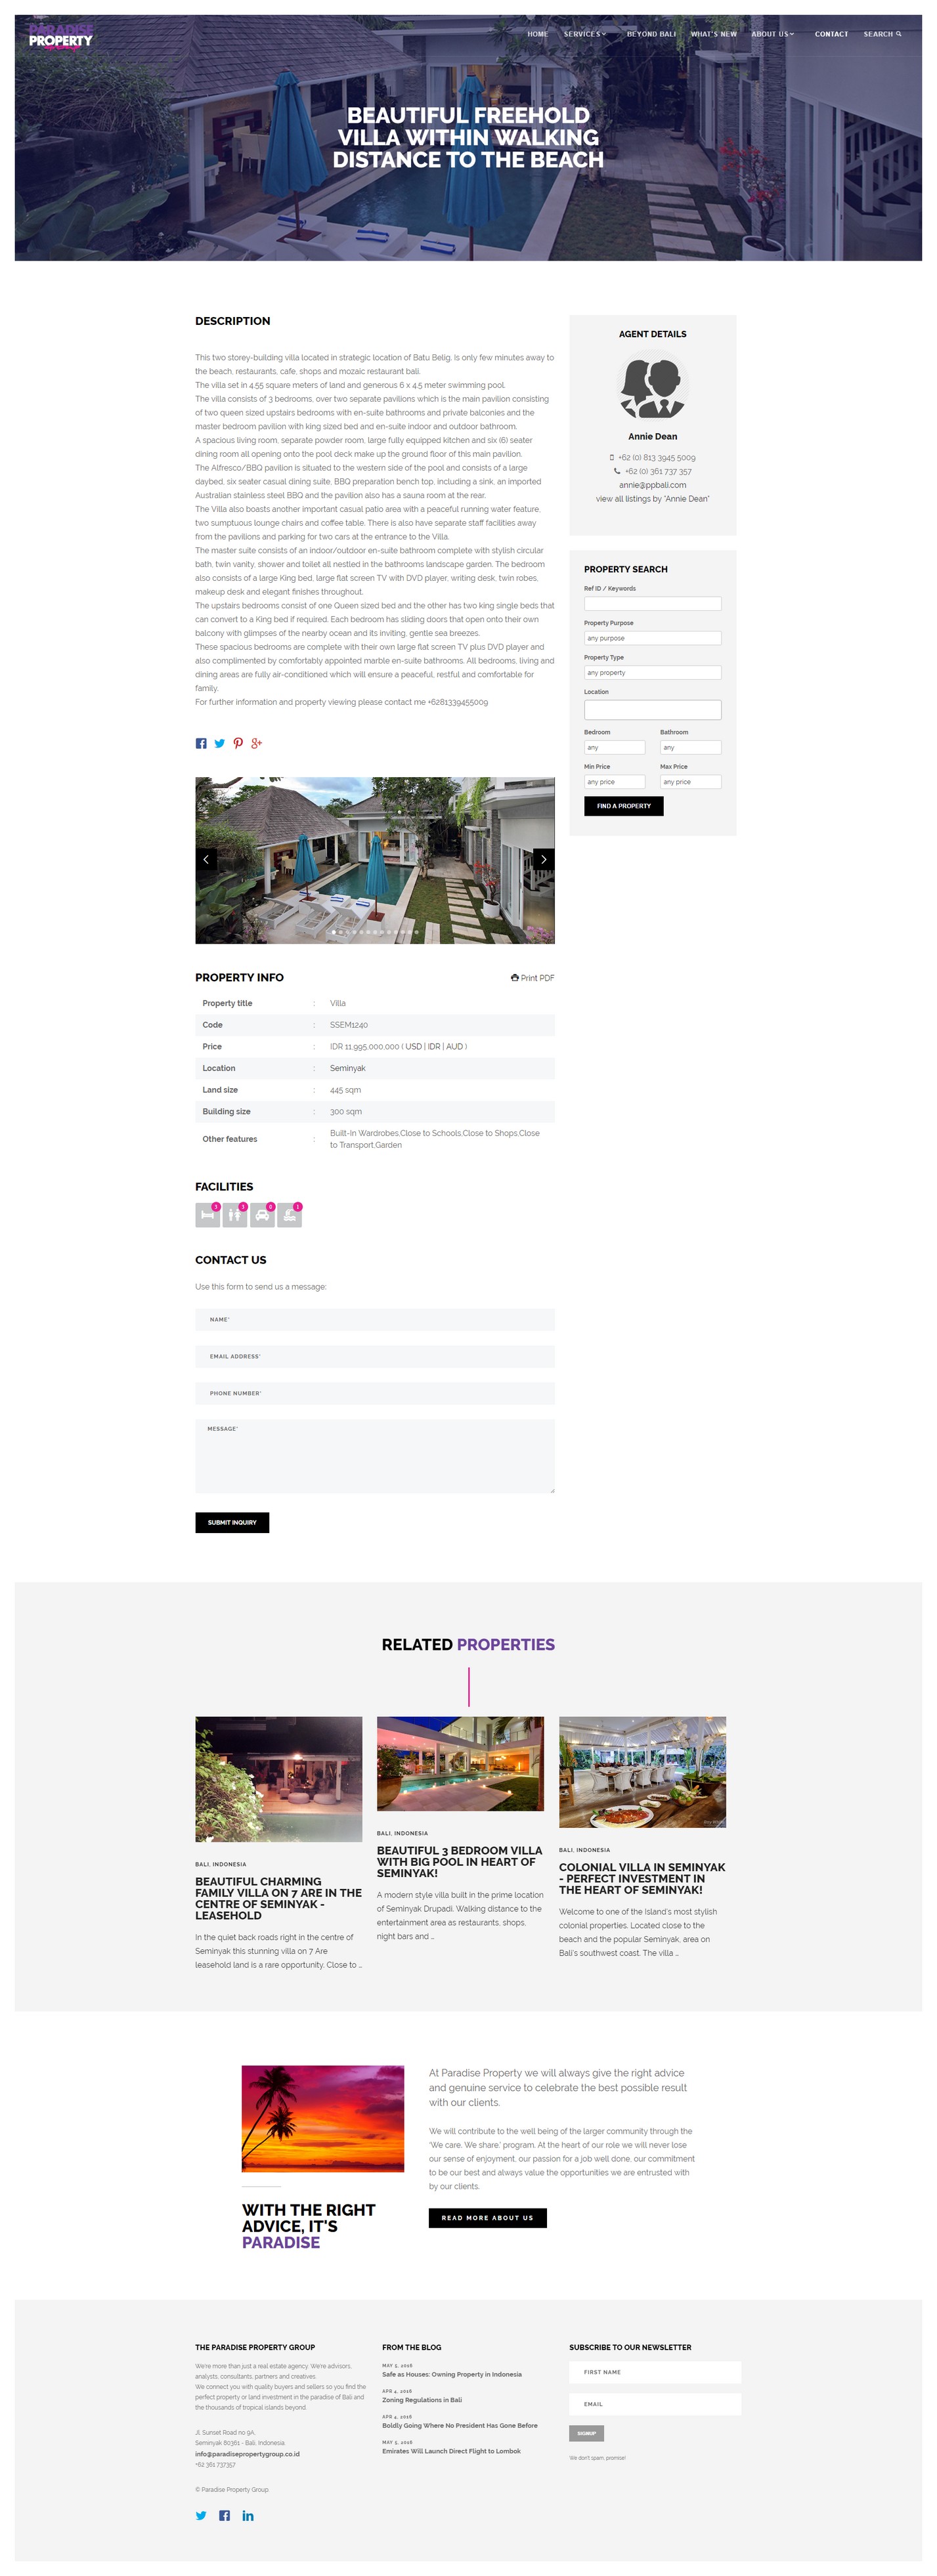 PARADISE
PROPERTY
HOME
SERVICES
BEYOND BALI
WHAT'S NEW
ABOUT US
CONTACT
SEARCH
BEAUTIFUL FREEHOLD
VILLA WITHIN WALKING
DISTANCE TO THE BEACH
DESCRIPTION
This two storey-building villa located in strategic location of Batu Belig. Is only few minutes away to
the beach, restaurants, cafe, shops and mozaic restaurant bali.
The villa set in 4,55 square meters of land and generous 6 x 4.5 meter swimming pool.
The villa consists of 3 bedrooms, over two separate pavilions which is the main pavilion consisting
of two queen sized upstairs bedrooms with en-suite bathrooms and private balconies and the
master bedroom pavilion with king sized bed and en-suite indoor and outdoor bathroom.
A spacious living room, separate powder room, large fully equipped kitchen and six (6) seater
dining room all opening onto the pool deck make up the ground floor of this main pavilion.
The Alfresco/BBQ pavilion is situated to the western side of the pool and consists of a large
daybed, six seater casual dining suite, BBQ preparation bench top, including a sink, an imported
Australian stainless steel BBQ and the pavilion also has a sauna room at the rear.
The Villa also boasts another important casual patio area with a peaceful running water feature,
two sumptuous lounge chairs and coffee table. There is also have separate staff facilities away
from the pavilions and parking for two cars at the entrance to the Villa.
The master suite consists of an indoor/outdoor en-suite bathroom complete with stylish circular
bath, twin vanity, shower and toilet all nestled in the bathrooms landscape garden. The bedroom
also consists of a large King bed, large flat screen TV with DVD player, writing desk, twin robes,
makeup desk and elegant finishes throughout.
The upstairs bedrooms consist of one Queen sized bed and the other has two king single beds that
can convert to a King bed if required. Each bedroom has sliding doors that open onto their own
balcony with glimpses of the nearby ocean and its inviting, gentle sea breezes.
These spacious bedrooms are complete with their own large flat screen TV plus DVD player and
also complimented by comfortably appointed marble en-suite bathrooms. All bedrooms, living and
dining areas are fully air-conditioned which will ensure a peaceful, restful and comfortable for
family,
For further information and property viewing please contact me +6281339455009
AGENT DETAILS
Annie Dean
+62 (0) 813 3945 5009
+62 (0) 361 737 357
annie@ppbali.com
view all listings by "Annie Dean"
PROPERTY SEARCH
Ref ID / Keywords
Property Purpose
any purpose
Property Type
any property
Location
Bedroom
Bathroom
any
any
Min Price
Max Price
any price
any price
FIND A PROPERTY
PROPERTY INFO
Print PDF
Property title : Villa
Code : SSEM1240
Price : IDR 11,995,000,000 ( USD | IDR | AUD )
Location : Seminyak
Land size : 445 sqm
Building size : 300 sqm
Other features : Built-In Wardrobes,Close to Schools,Close to Shops,Close
to Transport,Garden
FACILITIES
3
3
1
CONTACT US
Use this form to send us a message:
NAME*
EMAIL ADDRESS*
PHONE NUMBER*
MESSAGE*
SUBMIT INQUIRY
RELATED PROPERTIES
BALI, INDONESIA
BEAUTIFUL CHARMING
FAMILY VILLA ON 7 ARE IN THE
CENTRE OF SEMINYAK -
LEASEHOLD
In the quiet back roads right in the centre of
Seminyak this stunning villa on 7 Are
leasehold land is a rare opportunity. Close to ...
BALI, INDONESIA
BEAUTIFUL 3 BEDROOM VILLA
WITH BIG POOL IN HEART OF
SEMINYAK!
A modern style villa built in the prime location
of Seminyak Drupadi. Walking distance to the
entertainment area as restaurants, shops,
night bars and ...
BALI, INDONESIA
COLONIAL VILLA IN SEMINYAK
- PERFECT INVESTMENT IN
THE HEART OF SEMINYAK!
Welcome to one of the Island's most stylish
colonial properties. Located close to the
beach and the popular Seminyak, area on
Bali's southwest coast. The villa ...
WITH THE RIGHT
ADVICE, IT'S
PARADISE
At Paradise Property we will always give the right advice
and genuine service to celebrate the best possible result
with our clients.
We will contribute to the well being of the larger community through the
'We care, We share,' program. At the heart of our role we will never lose
our sense of enjoyment, our passion for a job well done, our commitment
to be our best and always value the opportunities we are entrusted with
by our clients.
READ MORE ABOUT US
THE PARADISE PROPERTY GROUP
We're more than just a real estate agency. We're advisors,
analysts, consultants, partners and creatives.
We connect you with quality buyers and sellers so you find the
perfect property or land investment in the paradise of Bali and
the thousands of tropical islands beyond.
Jl. Sunset Road no 9A,
Seminyak 80361 - Bali, Indonesia
info@paradisepropertygroup.co.id
+62 361 737357
© Paradise Property Group.
FROM THE BLOG
MAY 5, 2016
Safe as Houses: Owning Property in Indonesia
APR 4, 2016
Zoning Regulations in Bali
APR 4, 2016
Boldly Going Where No President Has Gone Before
MAY 5, 2016
Emirates Will Launch Direct Flight to Lombok
SUBSCRIBE TO OUR NEWSLETTER
FIRST NAME
EMAIL
SIGNUP
We don't spam, promise!